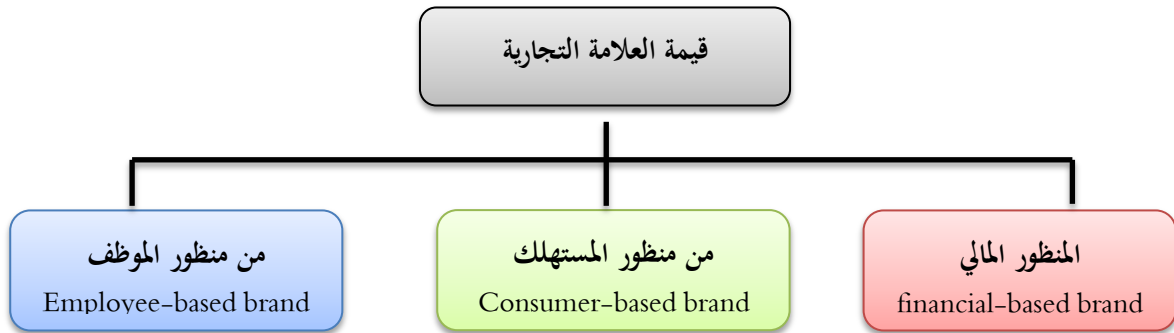 قيمة العلامة التجارية
المنظور المالي
financial-based brand
من منظور المستهلك
Consumer-based brand
من منظور الموظف
Employee-based brand